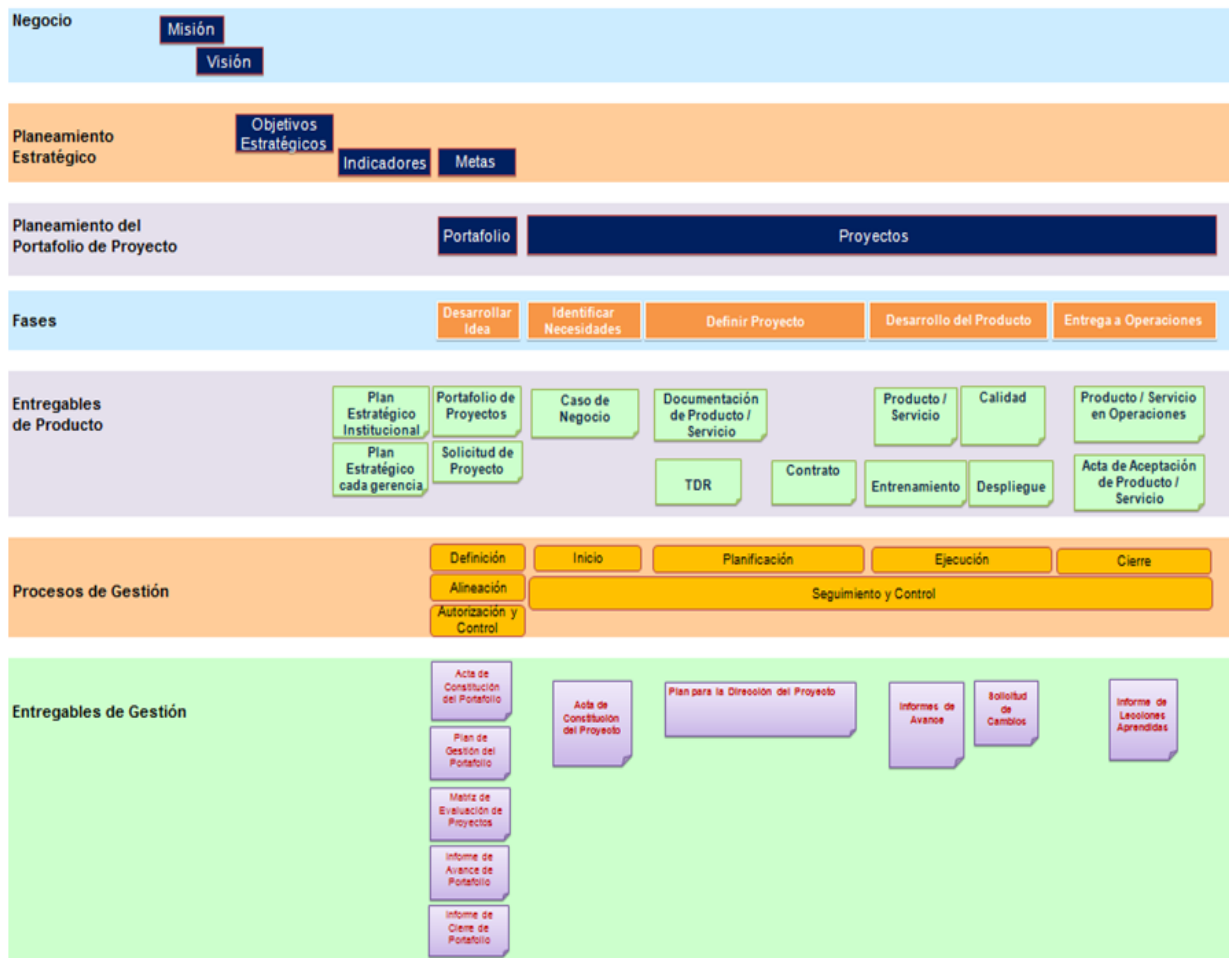 Negocio
Misión
Visión
Planeamiento
Estratégico
Objetivos
Estratégicos
Indicadores
Metas
Planeamiento del
Portafolio de Proyecto
Portafolio
Proyectos
Fases
Desarrollar
Idea
Identificar
Necesidades
Definir Proyecto
Desarrollo del Producto
Entrega a Operaciones
Entregables
de Producto
Plan
Estratégico
Institucional
Portafolio de
Proyectos
Caso de
Negocio
Documentación
de Producto /
Servicio
Producto /
Servicio
Calidad
Producto / Servicio
en Operaciones
Plan
Estratégico
cada gerencia
Solicitud de
Proyecto
TDR
Contrato
Entrenamiento
Despliegue
Acta de Aceptación
de Producto /
Servicio
Procesos de Gestión
Definición
Inicio
Planificación
Ejecución
Cierre
Alineación
Seguimiento y Control
Autorización y
Control
Entregables de Gestión
Acta de
Constitución
del Portafolio
Acta de
Constitución
del Proyecto
Plan para la Dirección del Proyecto
Informes de
Avance
Solicitud
de
Cambios
Informe de
Lecciones
Aprendidas
Plan de
Gestión del
Portafolio
Matriz de
Evaluación de
Proyectos
Informe de
Avance de
Portafolio
Informe de
Cierre de
Portafolio